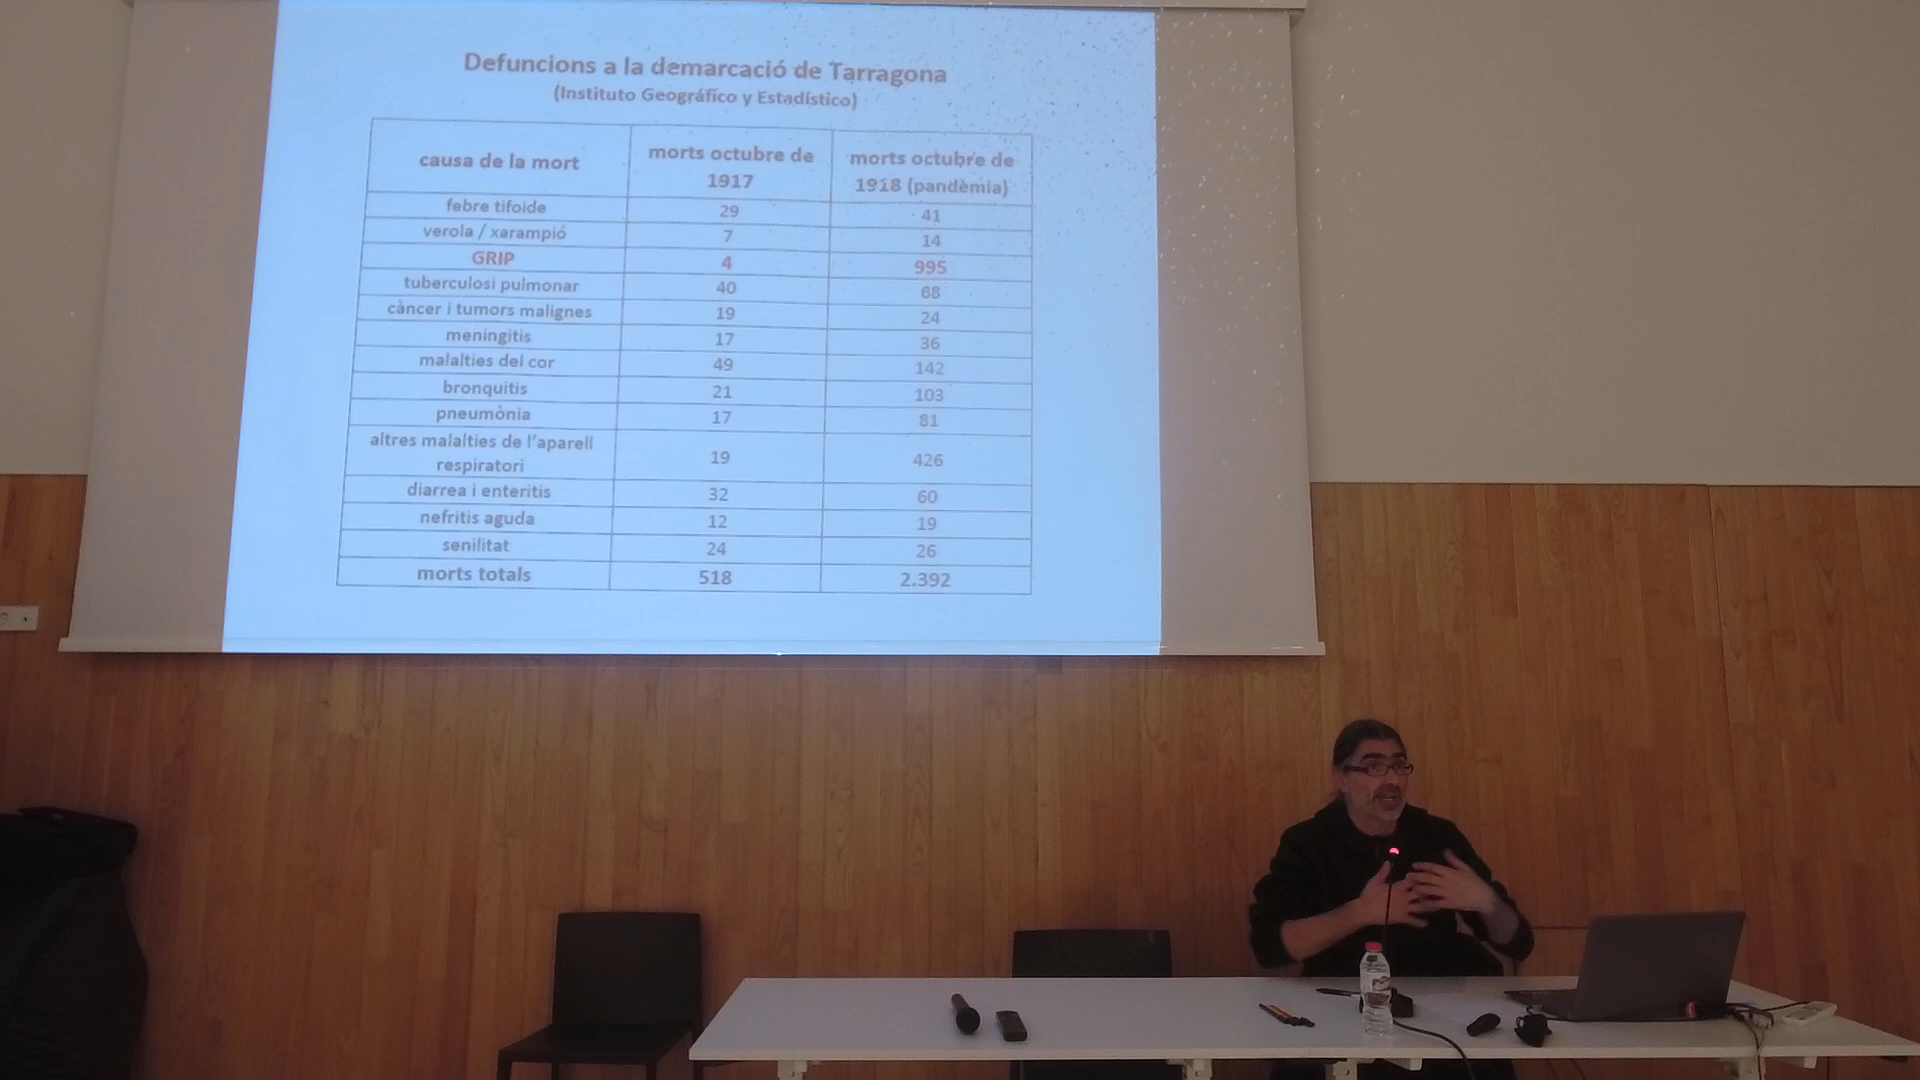 Defuncions a la demarcació de Tarragona
(Instituto Geográfico y Estadístico)
causa de la mort
morts octubre de
1917
morts octubre de
1918 (pandèmia)
febre tifoide 29 41
verola / xarampió 7 14
GRIP 4 995
tuberculosi pulmonar 40 68
càncer i tumors malignes 19 24
meningitis 17 36
malalties del cor 49 142
bronquitis 21 103
pneumònia 17 81
altres malalties de l'aparell
respiratori 19 426
diarrea i enteritis 32 60
nefritis aguda 12 19
senilitat 24 26
morts totals 518 2.392